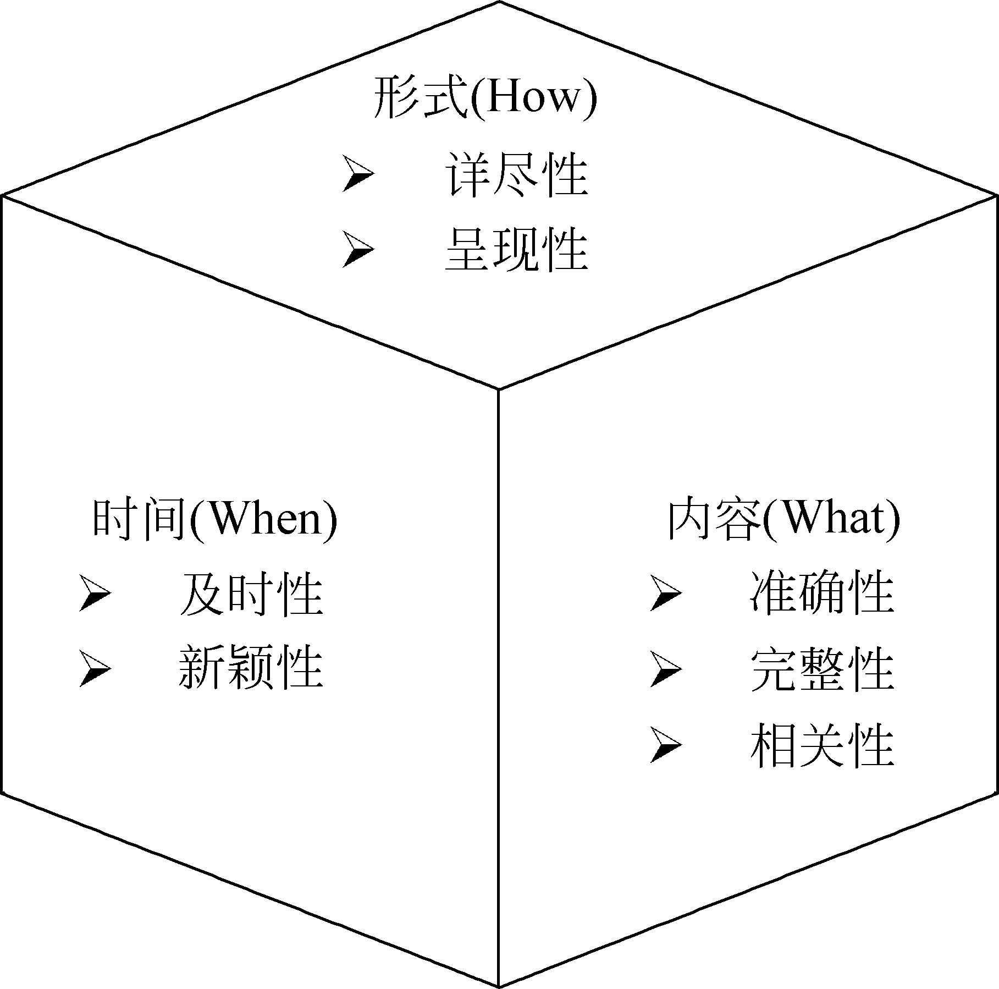 形式(How)
➢ 详尽性
➢ 呈现性
时间(When)
➢ 及时性
➢ 新颖性
内容(What)
➢ 准确性
➢ 完整性
➢ 相关性